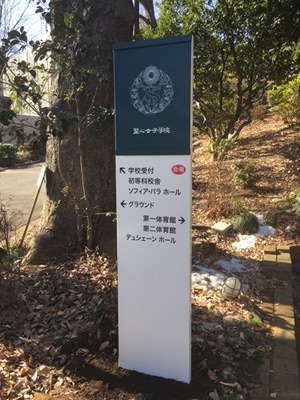 聖心女子学院
↖ 学校受付
初等科校舎
ソフィア・バラ ホール
← グラウンド
第一体育館 →
第二体育館
デュシェーン ホール